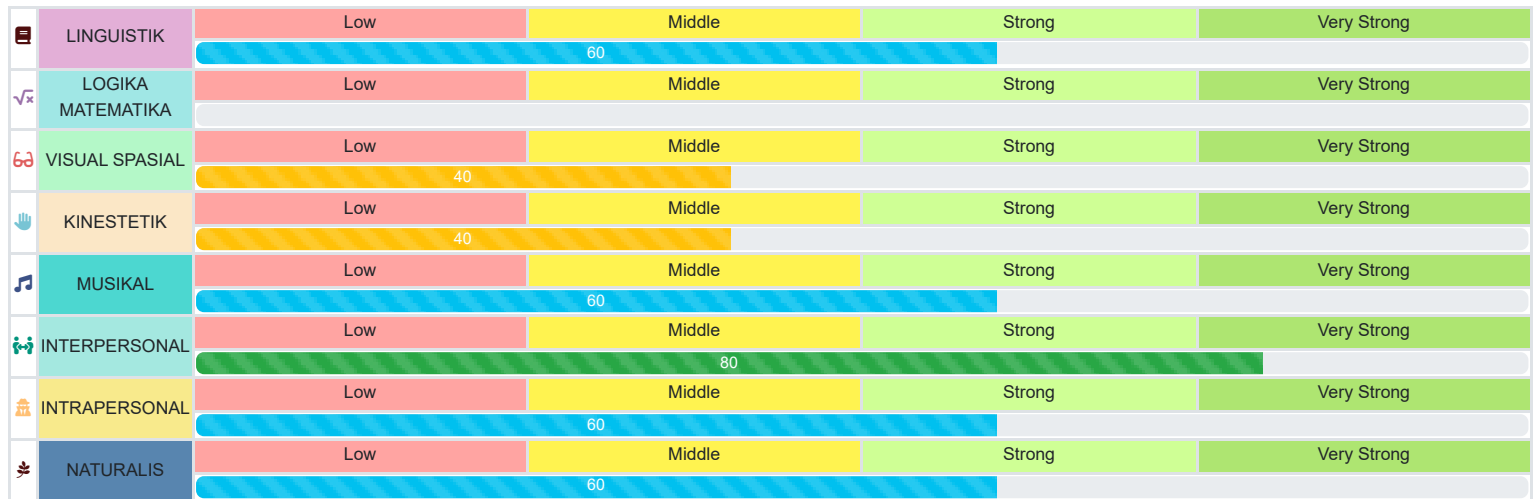 LINGUISTIK
Low Middle Strong Very Strong
60
LOGIKA
MATEMATIKA
Low Middle Strong Very Strong
VISUAL SPASIAL
Low Middle Strong Very Strong
40
KINESTETIK
Low Middle Strong Very Strong
40
MUSIKAL
Low Middle Strong Very Strong
60
INTERPERSONAL
Low Middle Strong Very Strong
80
INTRAPERSONAL
Low Middle Strong Very Strong
60
NATURALIS
Low Middle Strong Very Strong
60